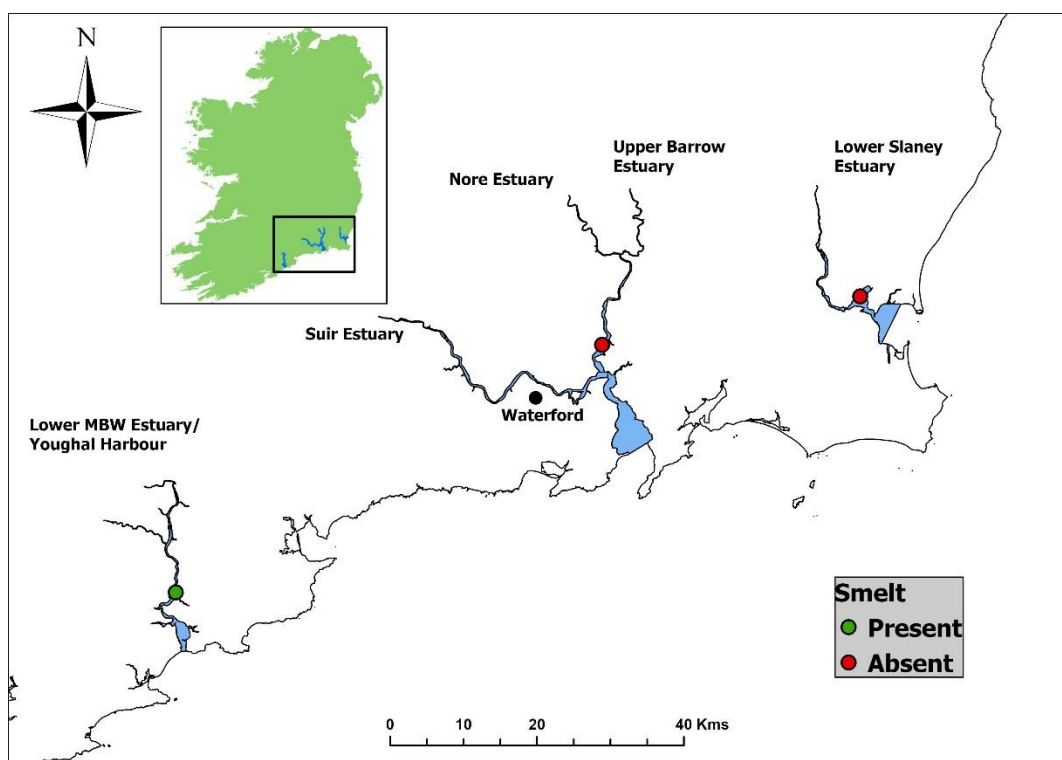 N
Upper Barrow
Estuary
Lower Slaney
Estuary
Nore Estuary
Suir Estuary
Waterford
Lower MBW Estuary/
Youghal Harbour
Smelt
Present
Absent
0 10 20 40 Kms